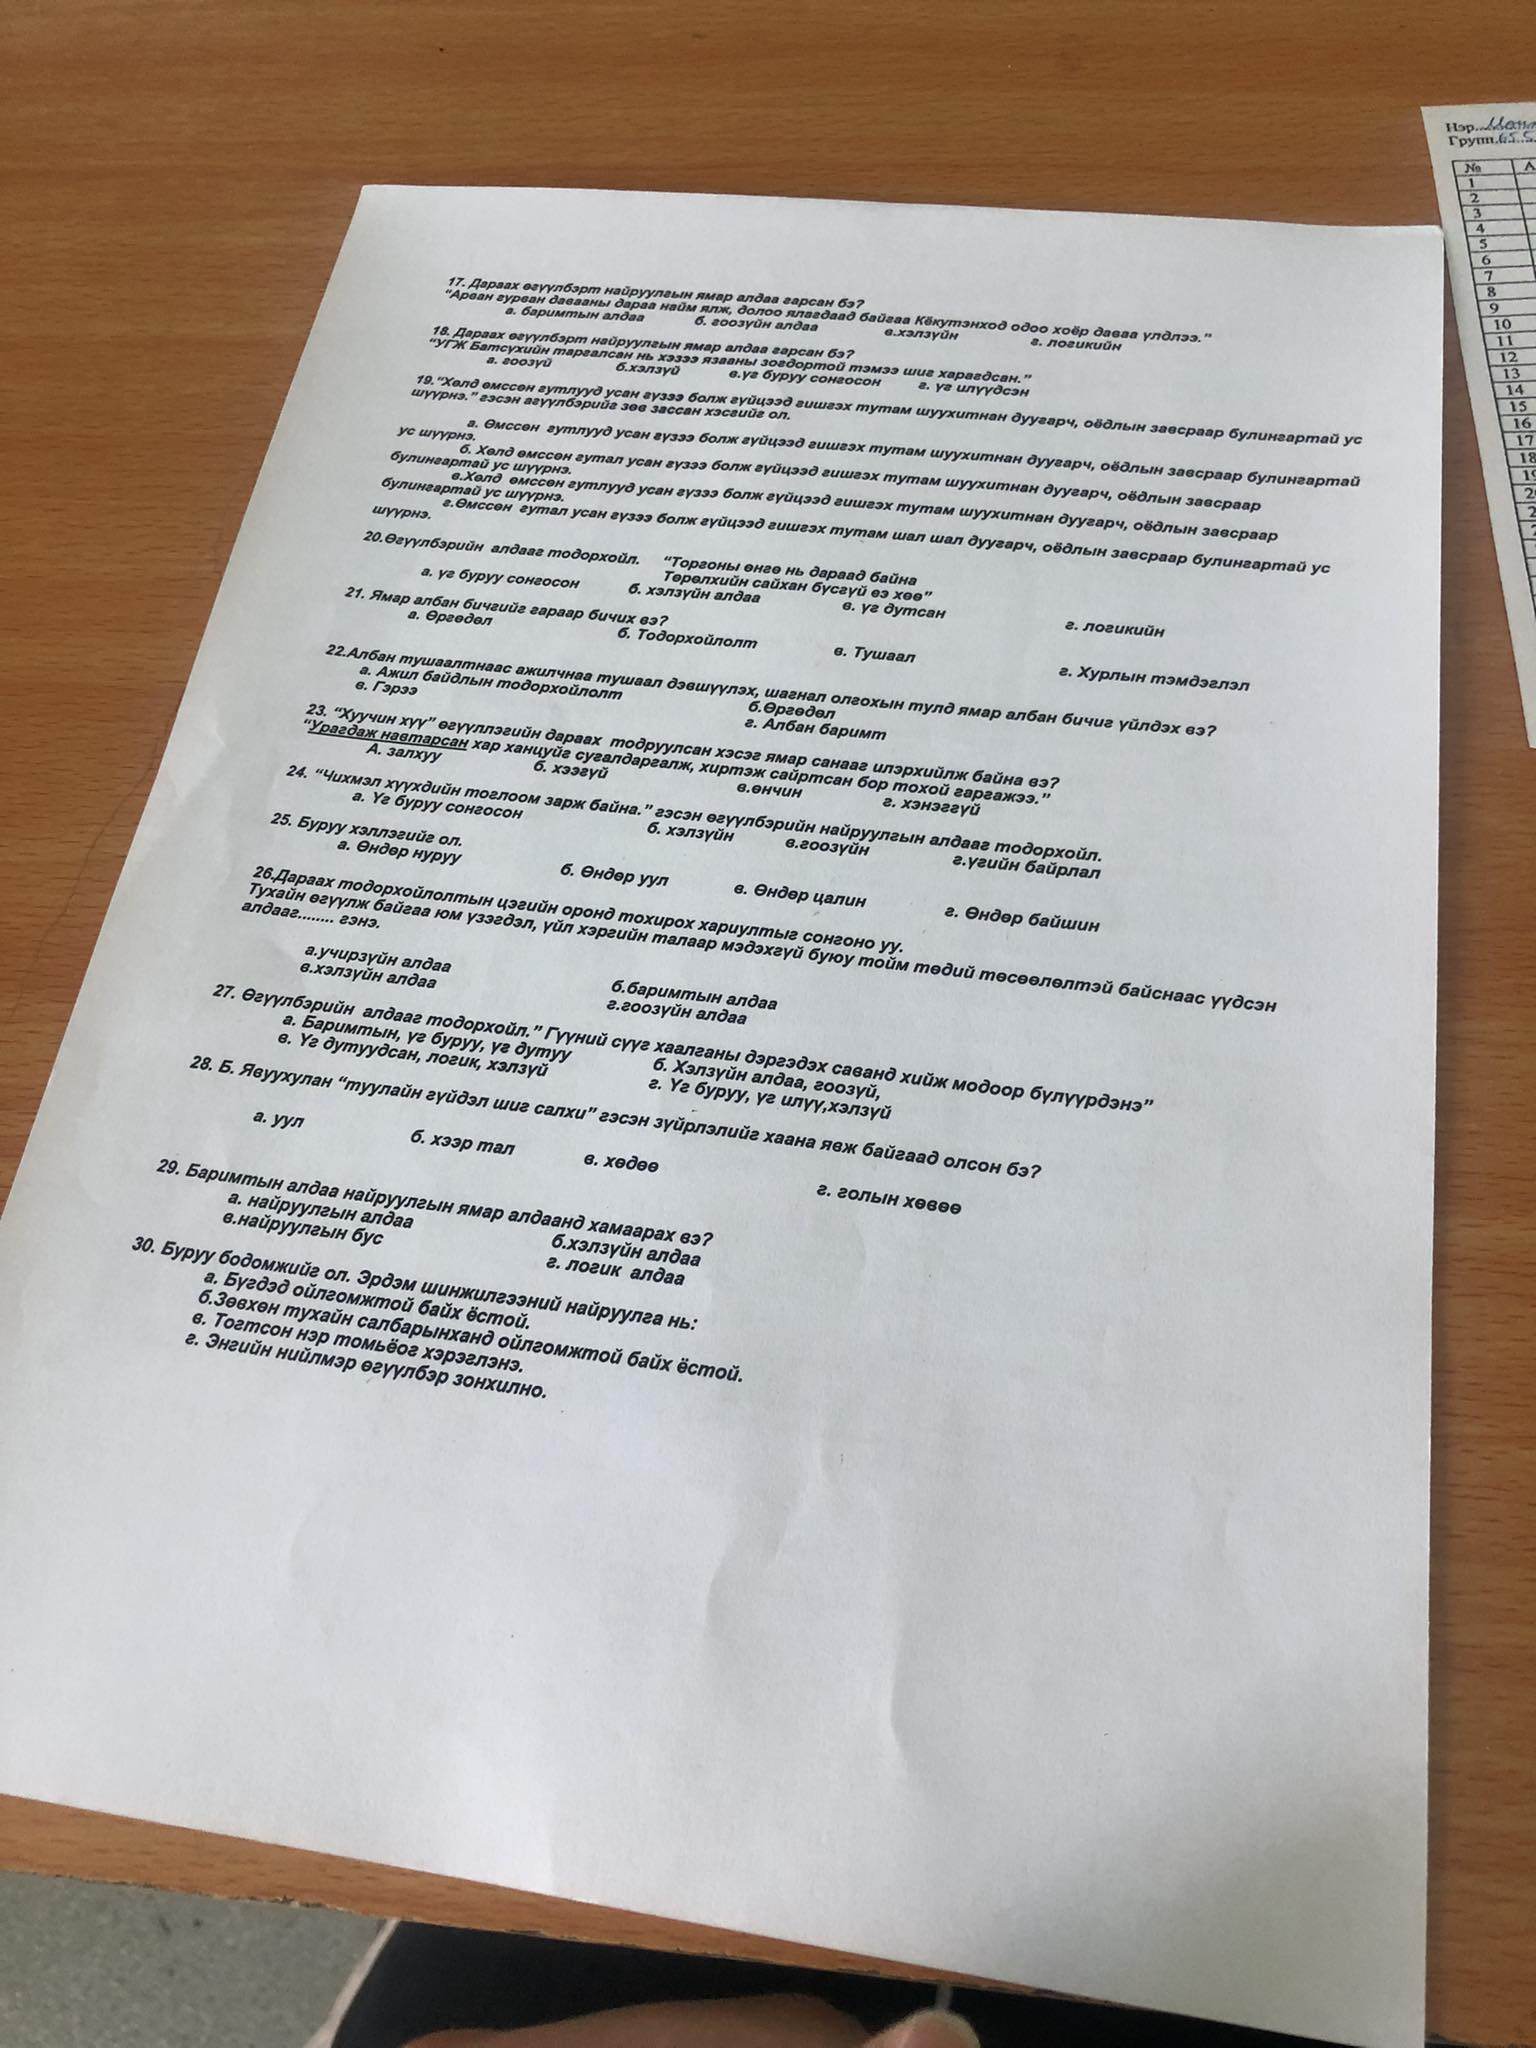 17. Дараах өгүүлбэрт найруулгын ямар алдаа гарсан бэ?
"Арван гурван давааны дараа найм ялж, долоо ялагдаад байгаа Кёкутэнход одоо хоёр даваа үлдлээ."
а. баримтын алдаа б. гоозүйн алдаа в.хэлзүйн г. логикийн
18. Дараах өгүүлбэрт найруулгын ямар алдаа гарсан бэ?
"УГЖ Батсүхийн таргалсан нь хэзээ язааны зогдортой тэмээ шиг харагдсан."
а. гоозүй б.хэлзүй в.үг буруу сонгосон г. үг илүүдсэн
19."Хөлд өмссөн гутлууд усан гүзээ болж гүйцээд гишгэх тутам шуухитнан дуугарч, оёдлын завсраар булингартай ус
шүүрнэ." гэсэн агүүлбэрийг зөв зассан хэсгийг ол.
а. Өмссөн гутлууд усан гүзээ болж гүйцээд гишгэх тутам шуухитнан дуугарч, оёдлын завсраар булингартай
ус шүүрнэ.
б. Хөлд өмссөн гутал усан гүзээ болж гүйцээд гишгэх тутам шуухитнан дуугарч, оёдлын завсраар
булингартай ус шүүрнэ.
в.Хөлд өмссөн гутлууд усан гүзээ болж гүйцээд гишгэх тутам шуухитнан дуугарч, оёдлын завсраар
булингартай ус шүүрнэ.
г.Өмссөн гутал усан гүзээ болж гүйцээд гишгэх тутам шал шал дуугарч, оёдлын завсраар булингартай ус
шүүрнэ.
20.Өгүүлбэрийн алдааг тодорхойл. "Торгоны өнгө нь дараад байна
Төрөлхийн сайхан бүсгүй вэ хөө"
а. үг буруу сонгосон б. хэлзүйн алдаа в. үг дутсан г. логикийн
21. Ямар албан бичгийг гараар бичих вэ?
а. Өргөдөл б. Тодорхойлолт в. Тушаал г. Хурлын тэмдэглэл
22.Албан тушаалтнаас ажилчнаа тушаал дэвшүүлэх, шагнал олгохын тулд ямар албан бичиг үйлдэх вэ?
а. Ажил байдлын тодорхойлолт б.Өргөдөл
в. Гэрээ г. Албан баримт
23. "Хуучин хүү" өгүүллэгийн дараах тодруулсан хэсэг ямар санааг илэрхийлж байна вэ?
"Урагдаж навтарсан хар ханцуйг сугалдаргалж, хиртэж сайртсан бор тохой гаргажээ."
А. залхуу б. хээгүй в.өнчин г. хэнэггүй
24. "Чихмэл хүүхдийн тоглоом зарж байна." гэсэн өгүүлбэрийн найруулгын алдааг тодорхойл.
а. Үг буруу сонгосон б. хэлзүйн в.гоозүйн г.үгийн байрлал
25. Буруу хэллэгийг ол.
а. Өндөр нуруу б. Өндөр уул в. Өндөр цалин г. Өндөр байшин
26.Дараах тодорхойлолтын цэгийн оронд тохирох хариултыг сонгоно уу.
Тухайн өгүүлж байгаа юм үзэгдэл, үйл хэргийн талаар мэдэхгүй буюу тойм төдий төсөөлөлтэй байснаас үүдсэн
алдааг........ гэнэ.
а.учирзүйн алдаа б.баримтын алдаа
в.хэлзүйн алдаа г.гоозүйн алдаа
27. Өгүүлбэрийн алдааг тодорхойл." Гүүний сүүг хаалганы дэргэдэх саванд хийж модоор бүлүүрдэнэ"
а. Баримтын, үг буруу, үг дутуу б. Хэлзүйн алдаа, гоозүй,
в. Үг дутуудсан, логик, хэлзүй г. Үг буруу, үг илүү,хэлзүй
28. Б. Явуухулан "туулайн гүйдэл шиг салхи" гэсэн зүйрлэлийг хаана явж байгаад олсон бэ?
а. уул б. хээр тал в. хөдөө г. голын хөвөө
29. Баримтын алдаа найруулгын ямар алдаанд хамаарах вэ?
а. найруулгын алдаа б.хэлзүйн алдаа
в.найруулгын бус г. логик алдаа
30. Буруу бодомжийг ол. Эрдэм шинжилгээний найруулга нь:
а. Бүгдэд ойлгомжтой байх ёстой.
б.Зөвхөн тухайн салбарынханд ойлгомжтой байх ёстой.
в. Тогтсон нэр томьёог хэрэглэнэ.
г. Энгийн нийлмэр өгүүлбэр зонхилно.
Нэр
Групп
№ А
1
2
3
4
5
6
7
8
9
10
11
12
13
14
15
16
17
18